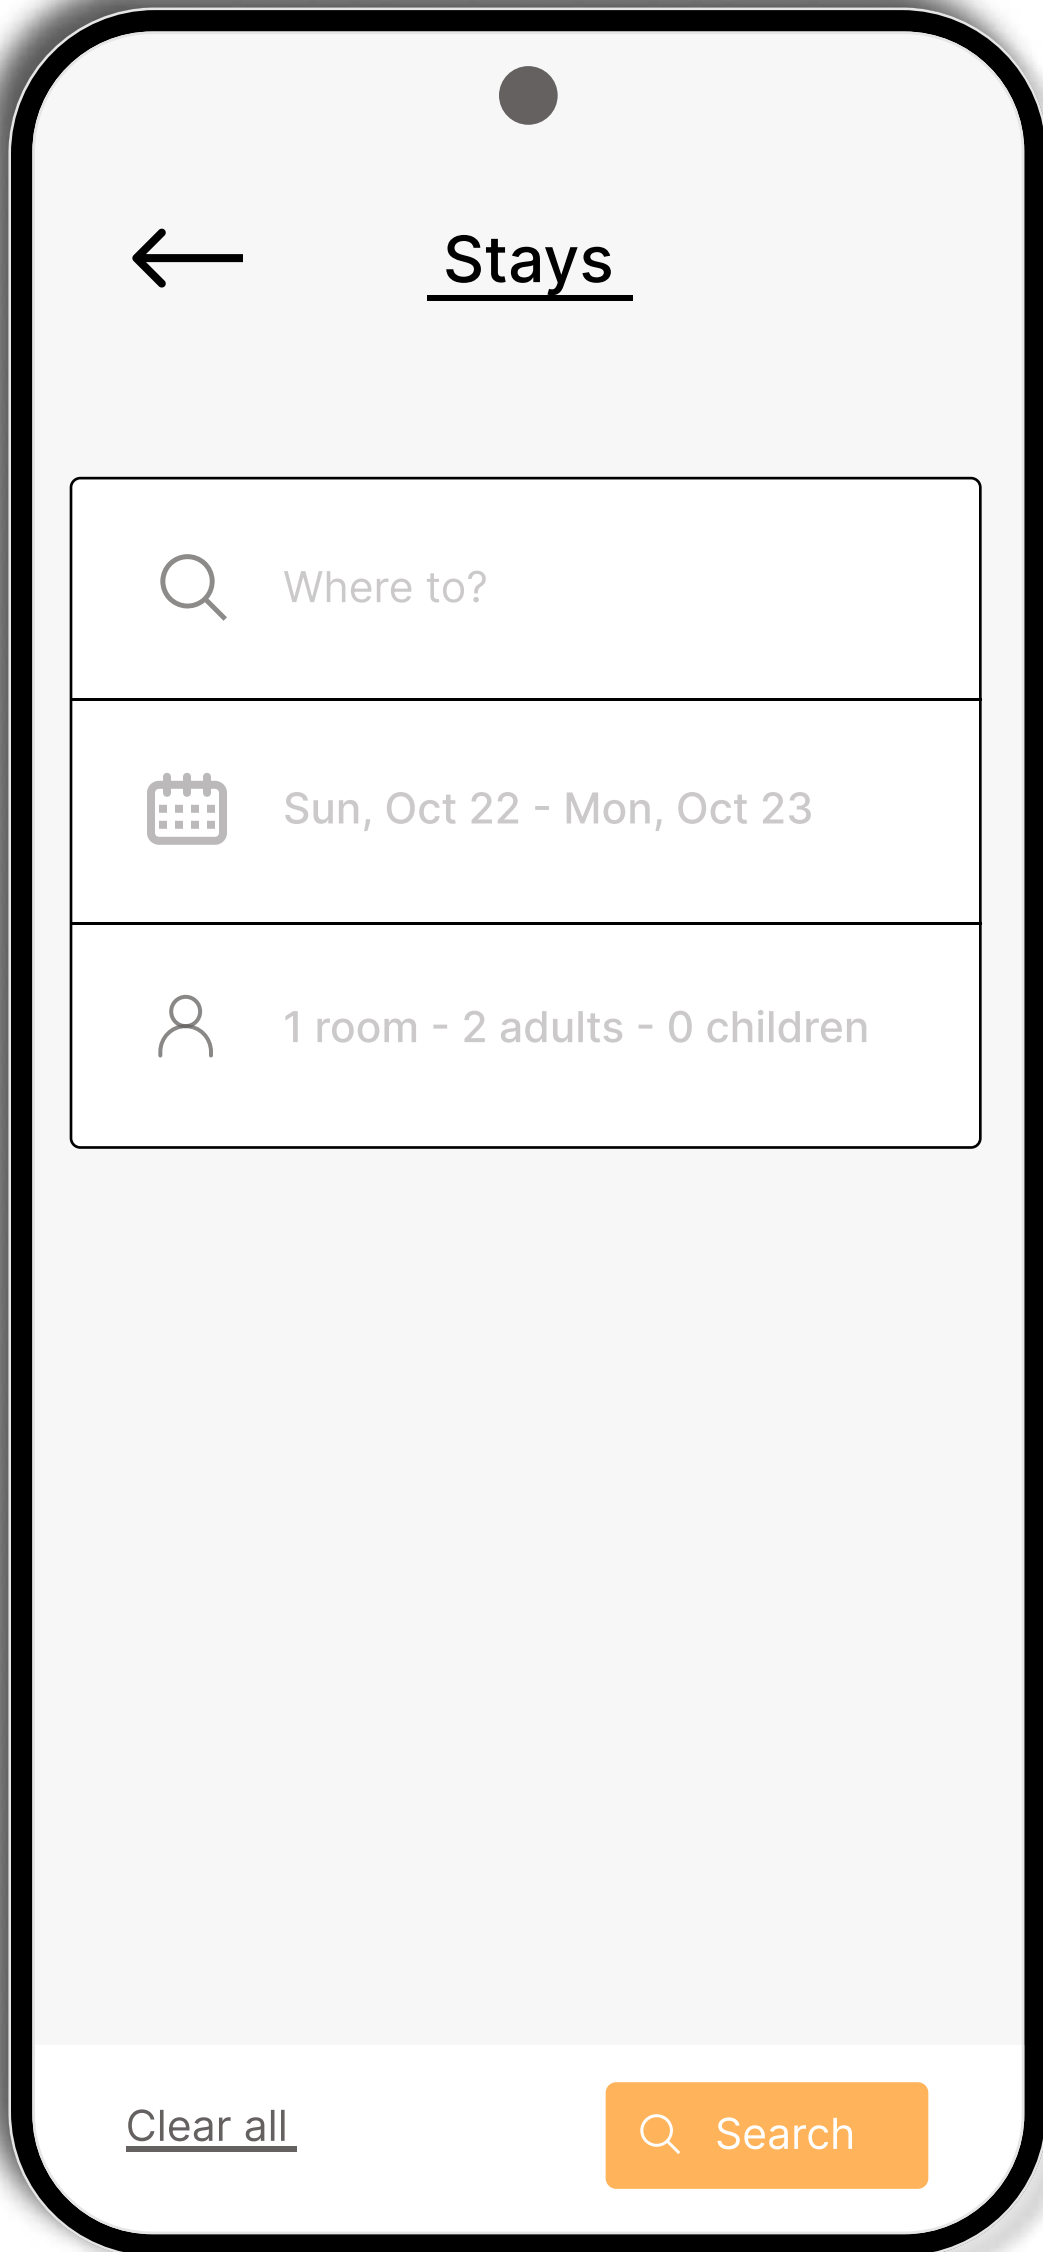 Stays
Where to?
Sun, Oct 22 - Mon, Oct 23
1 room - 2 adults - 0 children
Clear all
Search